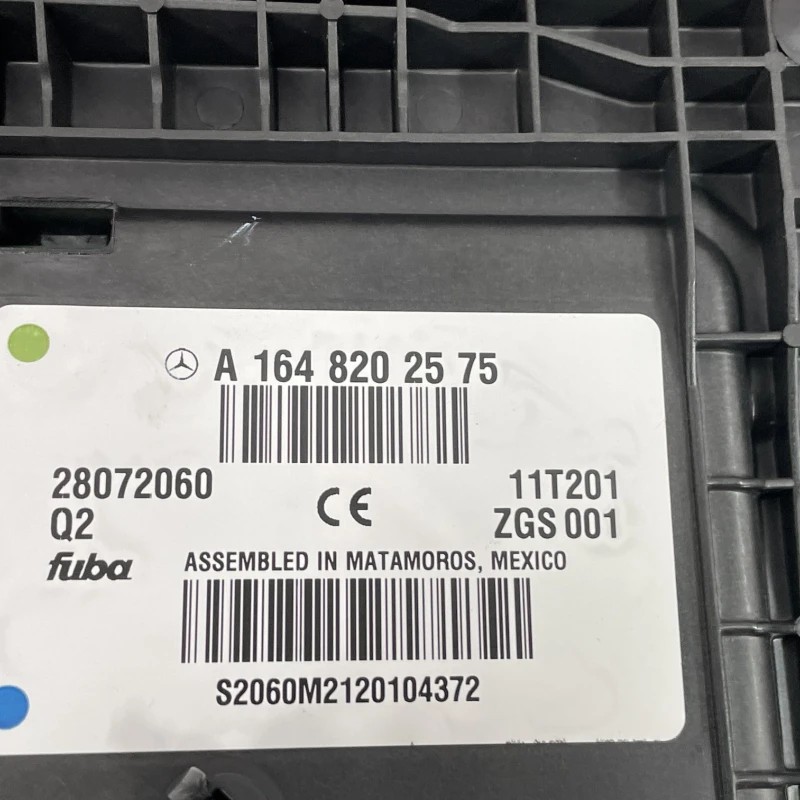 A 164 820 25 75
28072060 11T201
Q2 CE ZGS 001
fuba ASSEMBLED IN MATAMOROS, MEXICO
S2060M2120104372